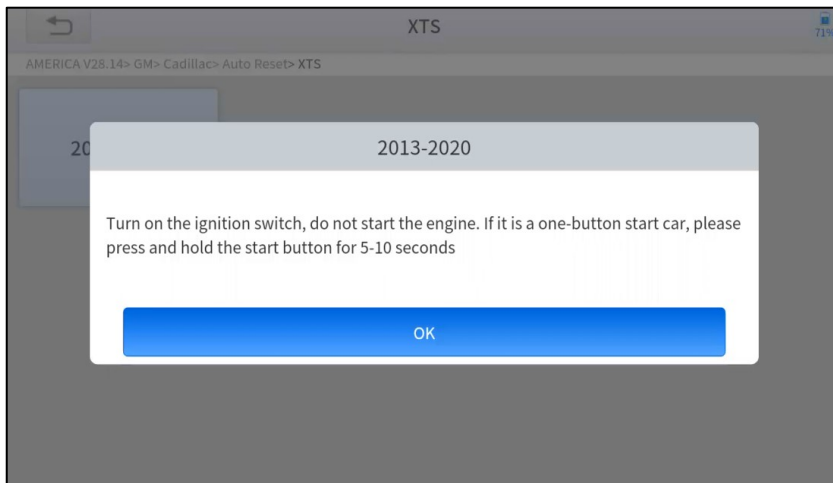 XTS
71%
AMERICA V28.14> GM> Cadillac> Auto Reset> XTS
20
2013-2020
Turn on the ignition switch, do not start the engine. If it is a one-button start car, please
press and hold the start button for 5-10 seconds
OK